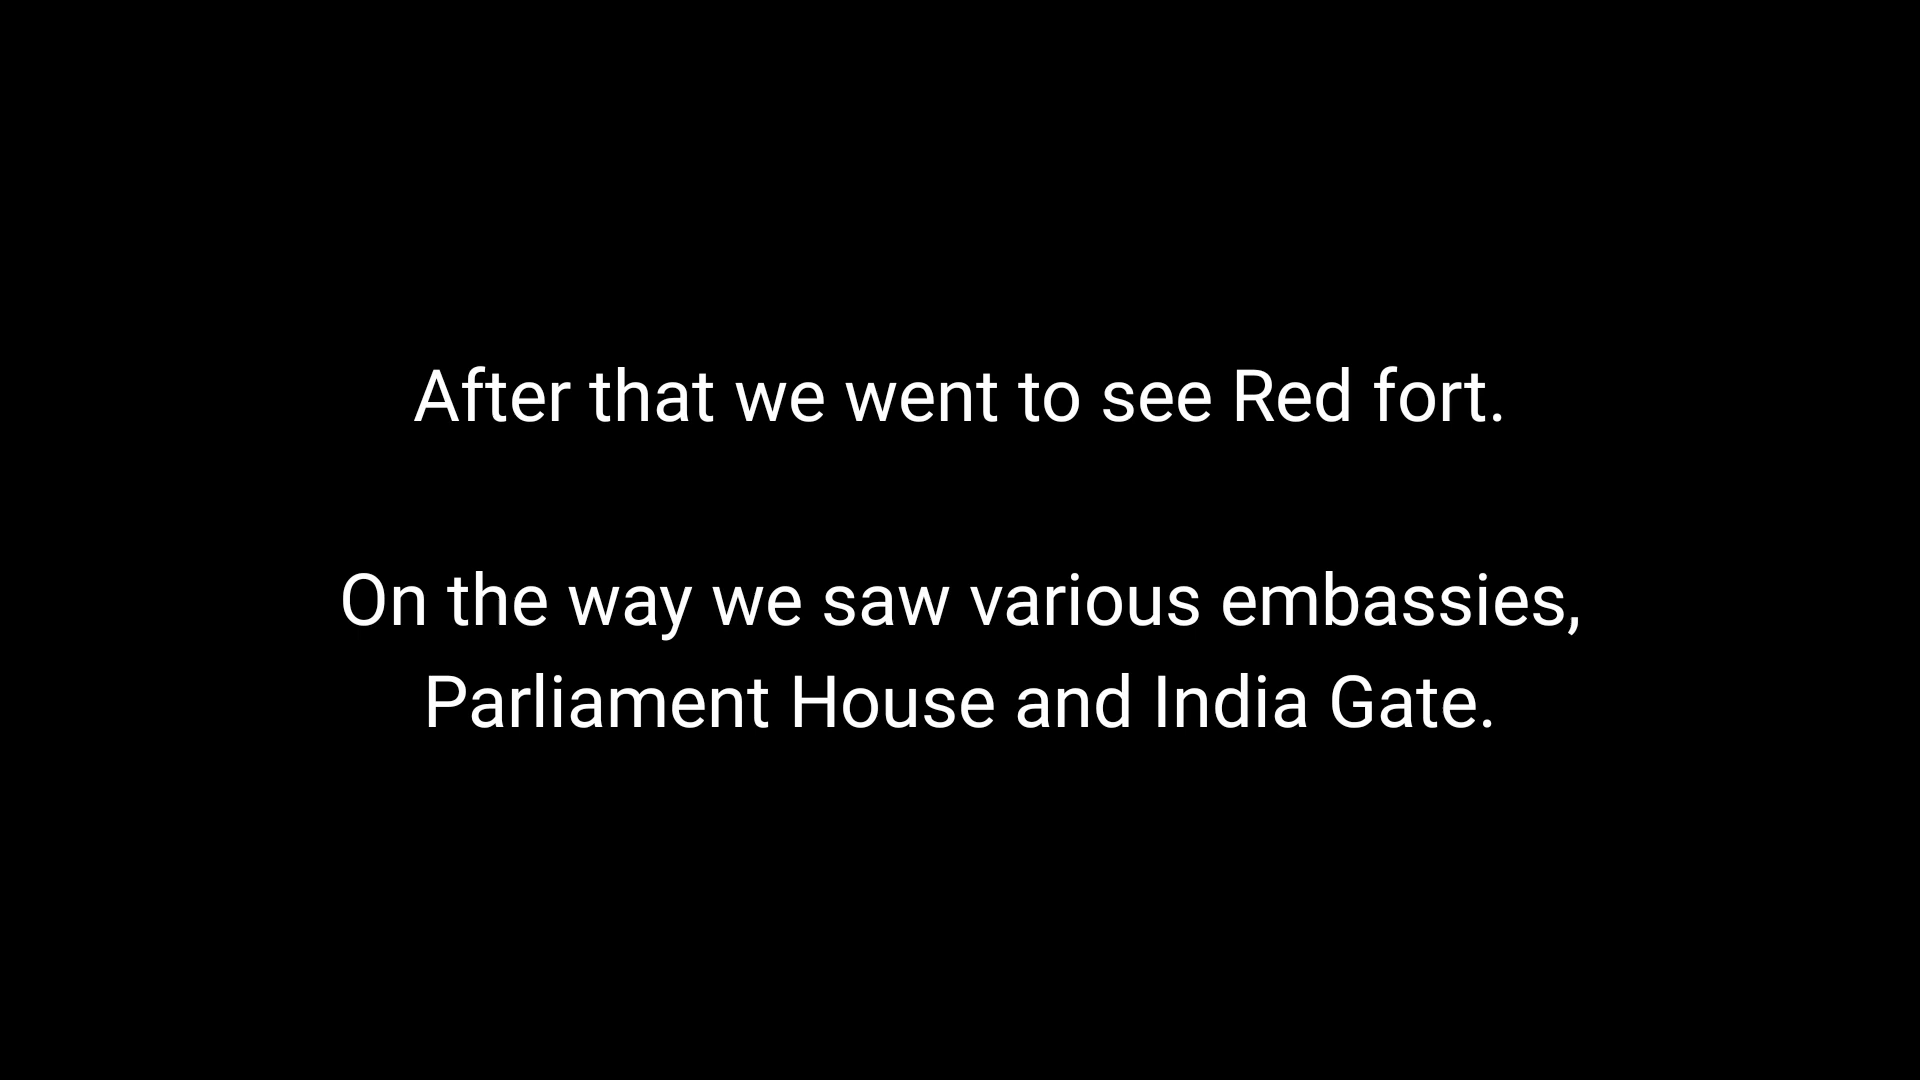 After that we went to see Red fort.
On the way we saw various embassies,
Parliament House and India Gate.